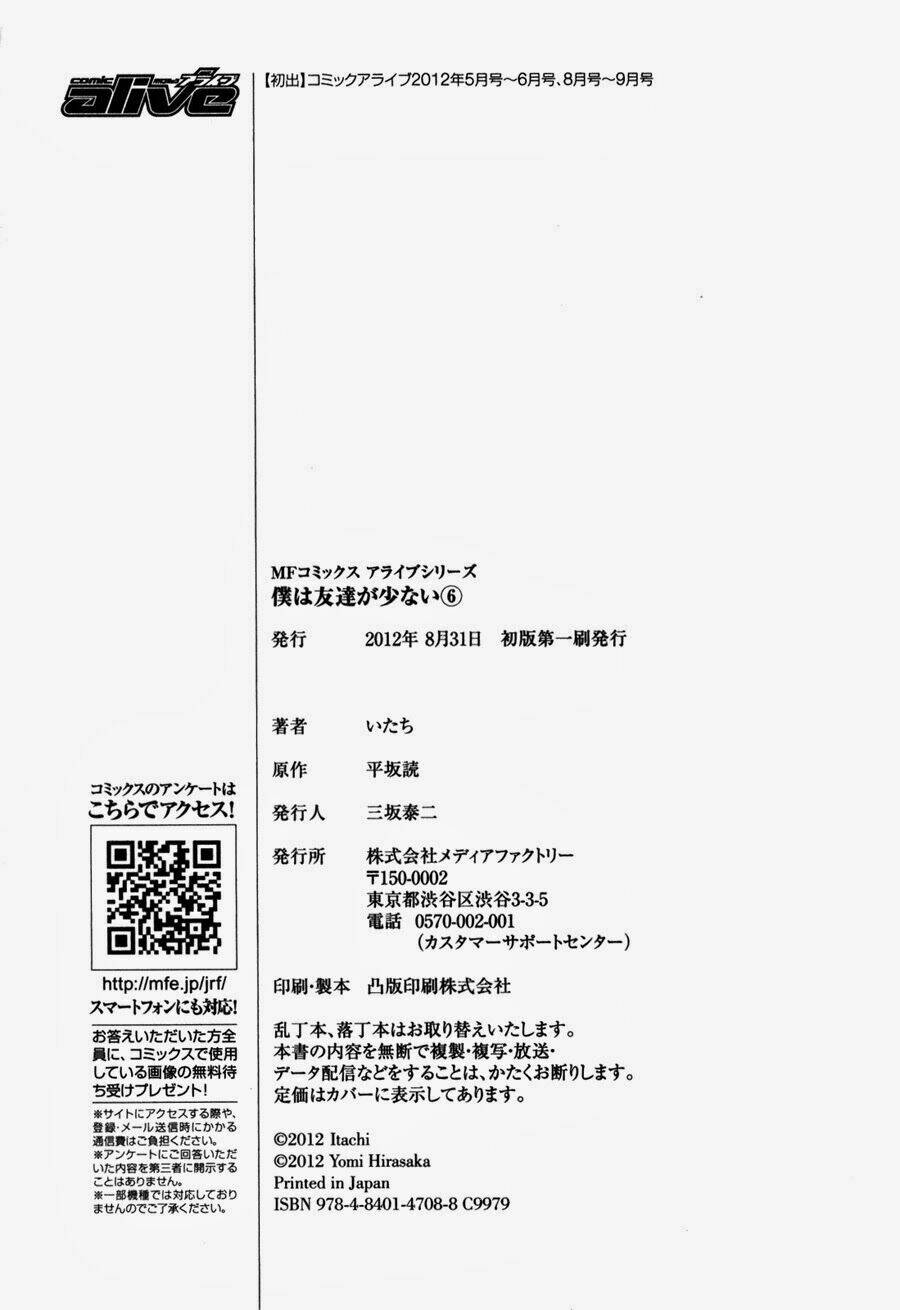 comic alive アライブ
【初出】コミックアライブ2012年5月号〜6月号、8月号〜9月号
MFコミックス アライブシリーズ
僕は友達が少ない⑥
発行 2012年 8月31日 初版第一刷発行
著者 いたち
原作 平坂読
発行人 三坂泰二
発行所 株式会社メディアファクトリー
〒150-0002
東京都渋谷区渋谷3-3-5
電話 0570-002-001
（カスタマーサポートセンター）
印刷・製本 凸版印刷株式会社
乱丁本、落丁本はお取り替えいたします。
本書の内容を無断で複製・複写・放送・
データ配信などをすることは、かたくお断りします。
定価はカバーに表示してあります。
©2012 Itachi
©2012 Yomi Hirasaka
Printed in Japan
ISBN 978-4-8401-4708-8 C9979
コミックスのアンケートは
こちらでアクセス！
http://mfe.jp/jrf/
スマートフォンにも対応！
お答えいただいた方全
員に、コミックスで使用
している画像の無料待
ち受けプレゼント！
※サイトにアクセスする際や、
登録・メール送信時にかかる
通信費はご負担ください。
※アンケートにご回答いただ
いた内容を第三者に開示する
ことはありません。
※一部機種では対応しており
ませんのでご了承ください。